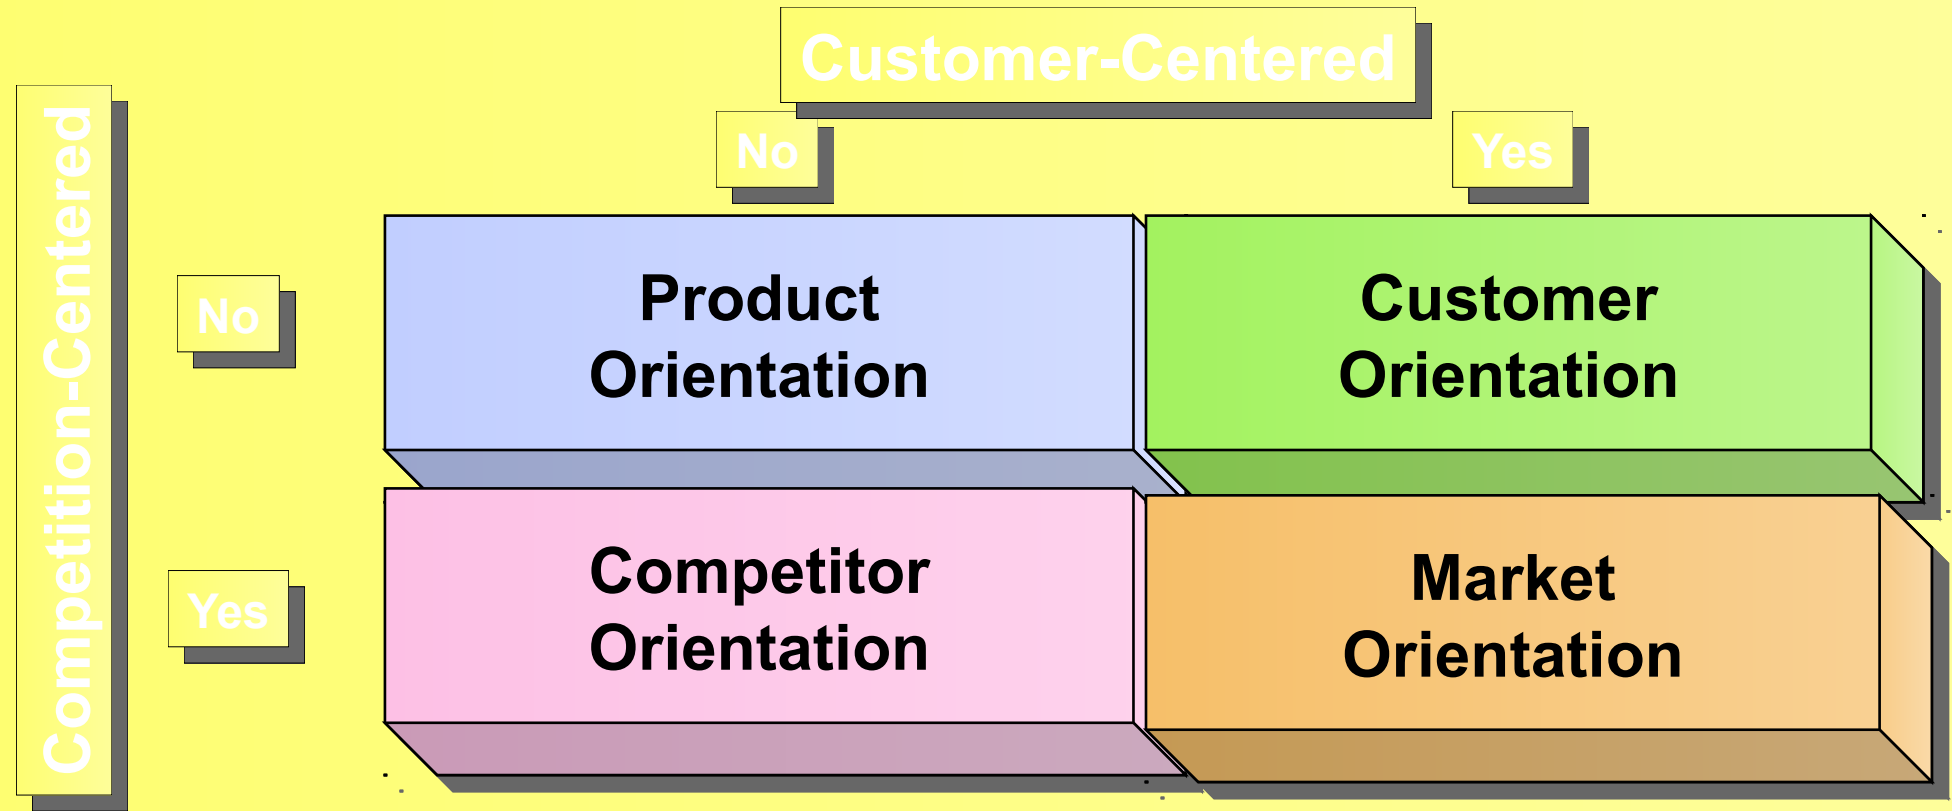 Customer-Centered
Competition-Centered
No
Yes
No
Product
Orientation
Customer
Orientation
Yes
Competitor
Orientation
Market
Orientation